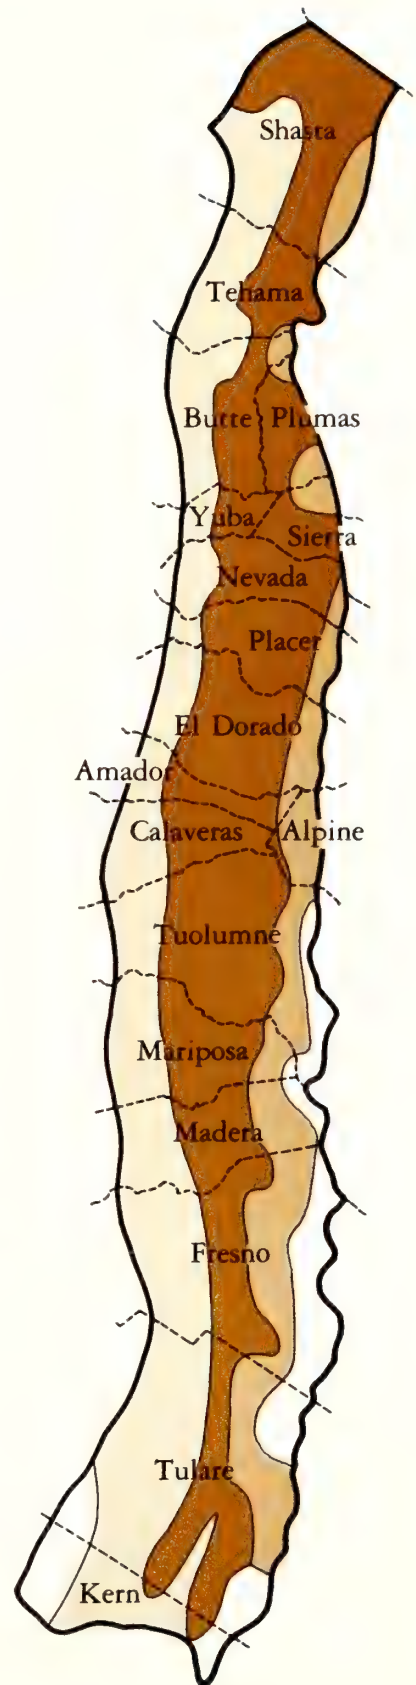 Shasta
Tehama
Butte Plumas
Yuba
Sierra
Nevada
Placer
El Dorado
Amador
Calaveras Alpine
Tuolumne
Mariposa
Madera
Fresno
Tulare
Kern